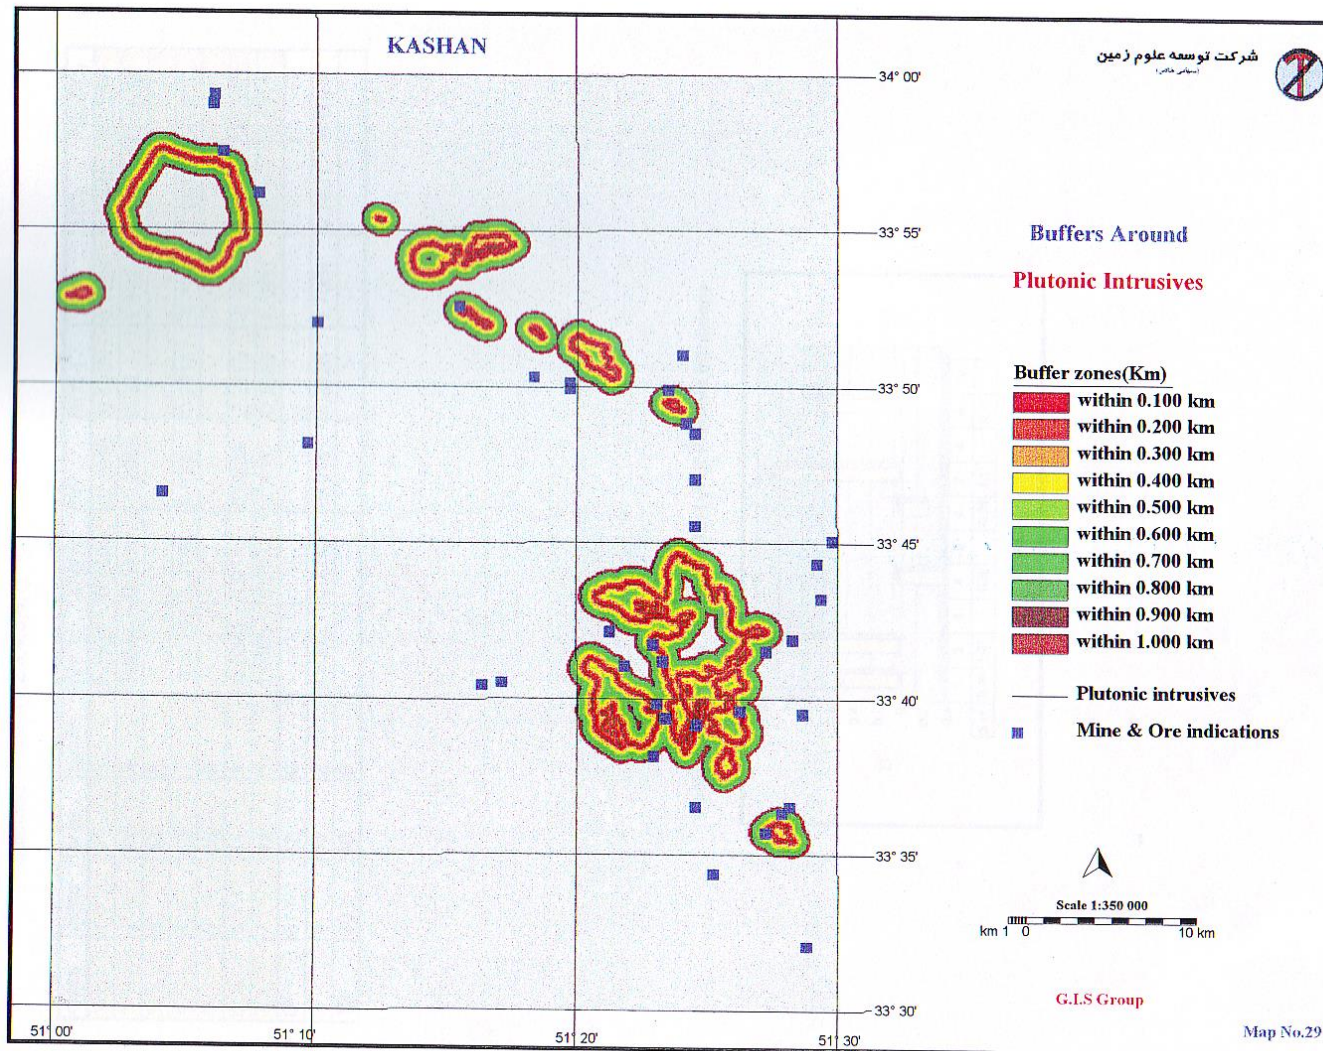 KASHAN
شرکت توسعه علوم زمین
(سهامی خاص)
34° 00'
33° 55'
33° 50'
33° 45'
33° 40'
33° 35'
33° 30'
51° 00'
51° 10'
51° 20'
51° 30'
Buffers Around
Plutonic Intrusives
Buffer zones(Km)
within 0.100 km
within 0.200 km
within 0.300 km
within 0.400 km
within 0.500 km
within 0.600 km
within 0.700 km
within 0.800 km
within 0.900 km
within 1.000 km
Plutonic intrusives
Mine & Ore indications
Scale 1:350 000
km 1 0 10 km
G.I.S Group
Map No.29